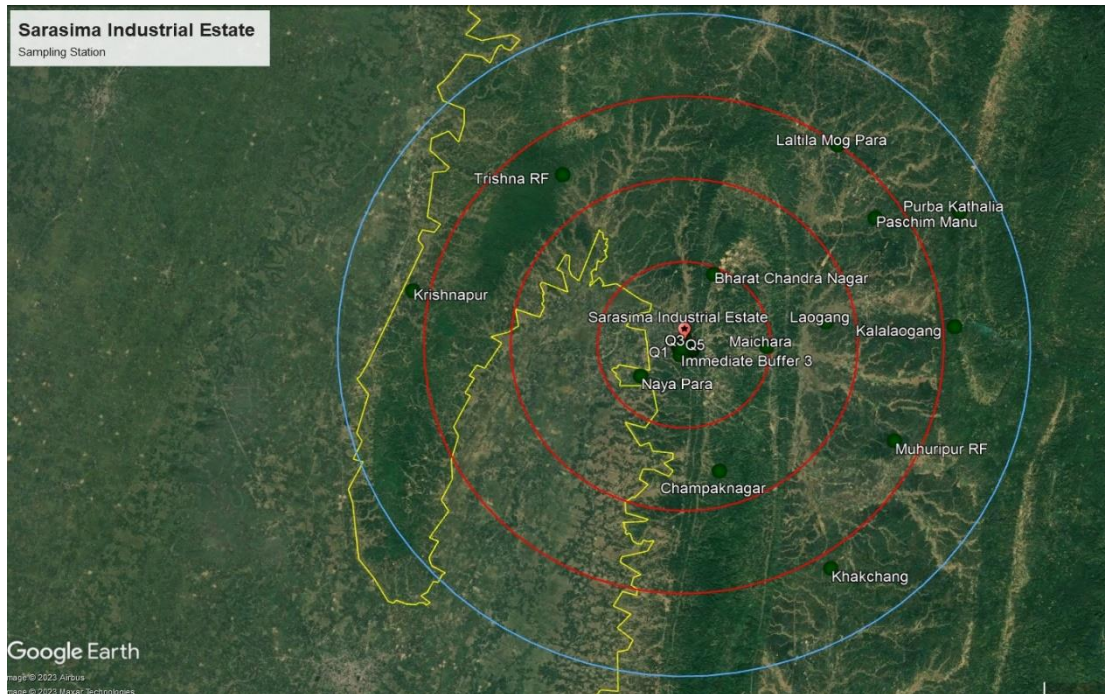 Sarasima Industrial Estate
Sampling Station
Laltila Mog Para
Trishna RF
Purba Kathalia
Paschim Manu
Bharat Chandra Nagar
Krishnapur
Sarasima Industrial Estate
Laogang
Kalalaogang
Q3
Q5
Maichara
Q1
Immediate Buffer 3
Naya Para
Muhuripur RF
Champaknagar
Khakchang
Google Earth
mage © 2023 Airbus
mage © 2023 Maxar Technologies